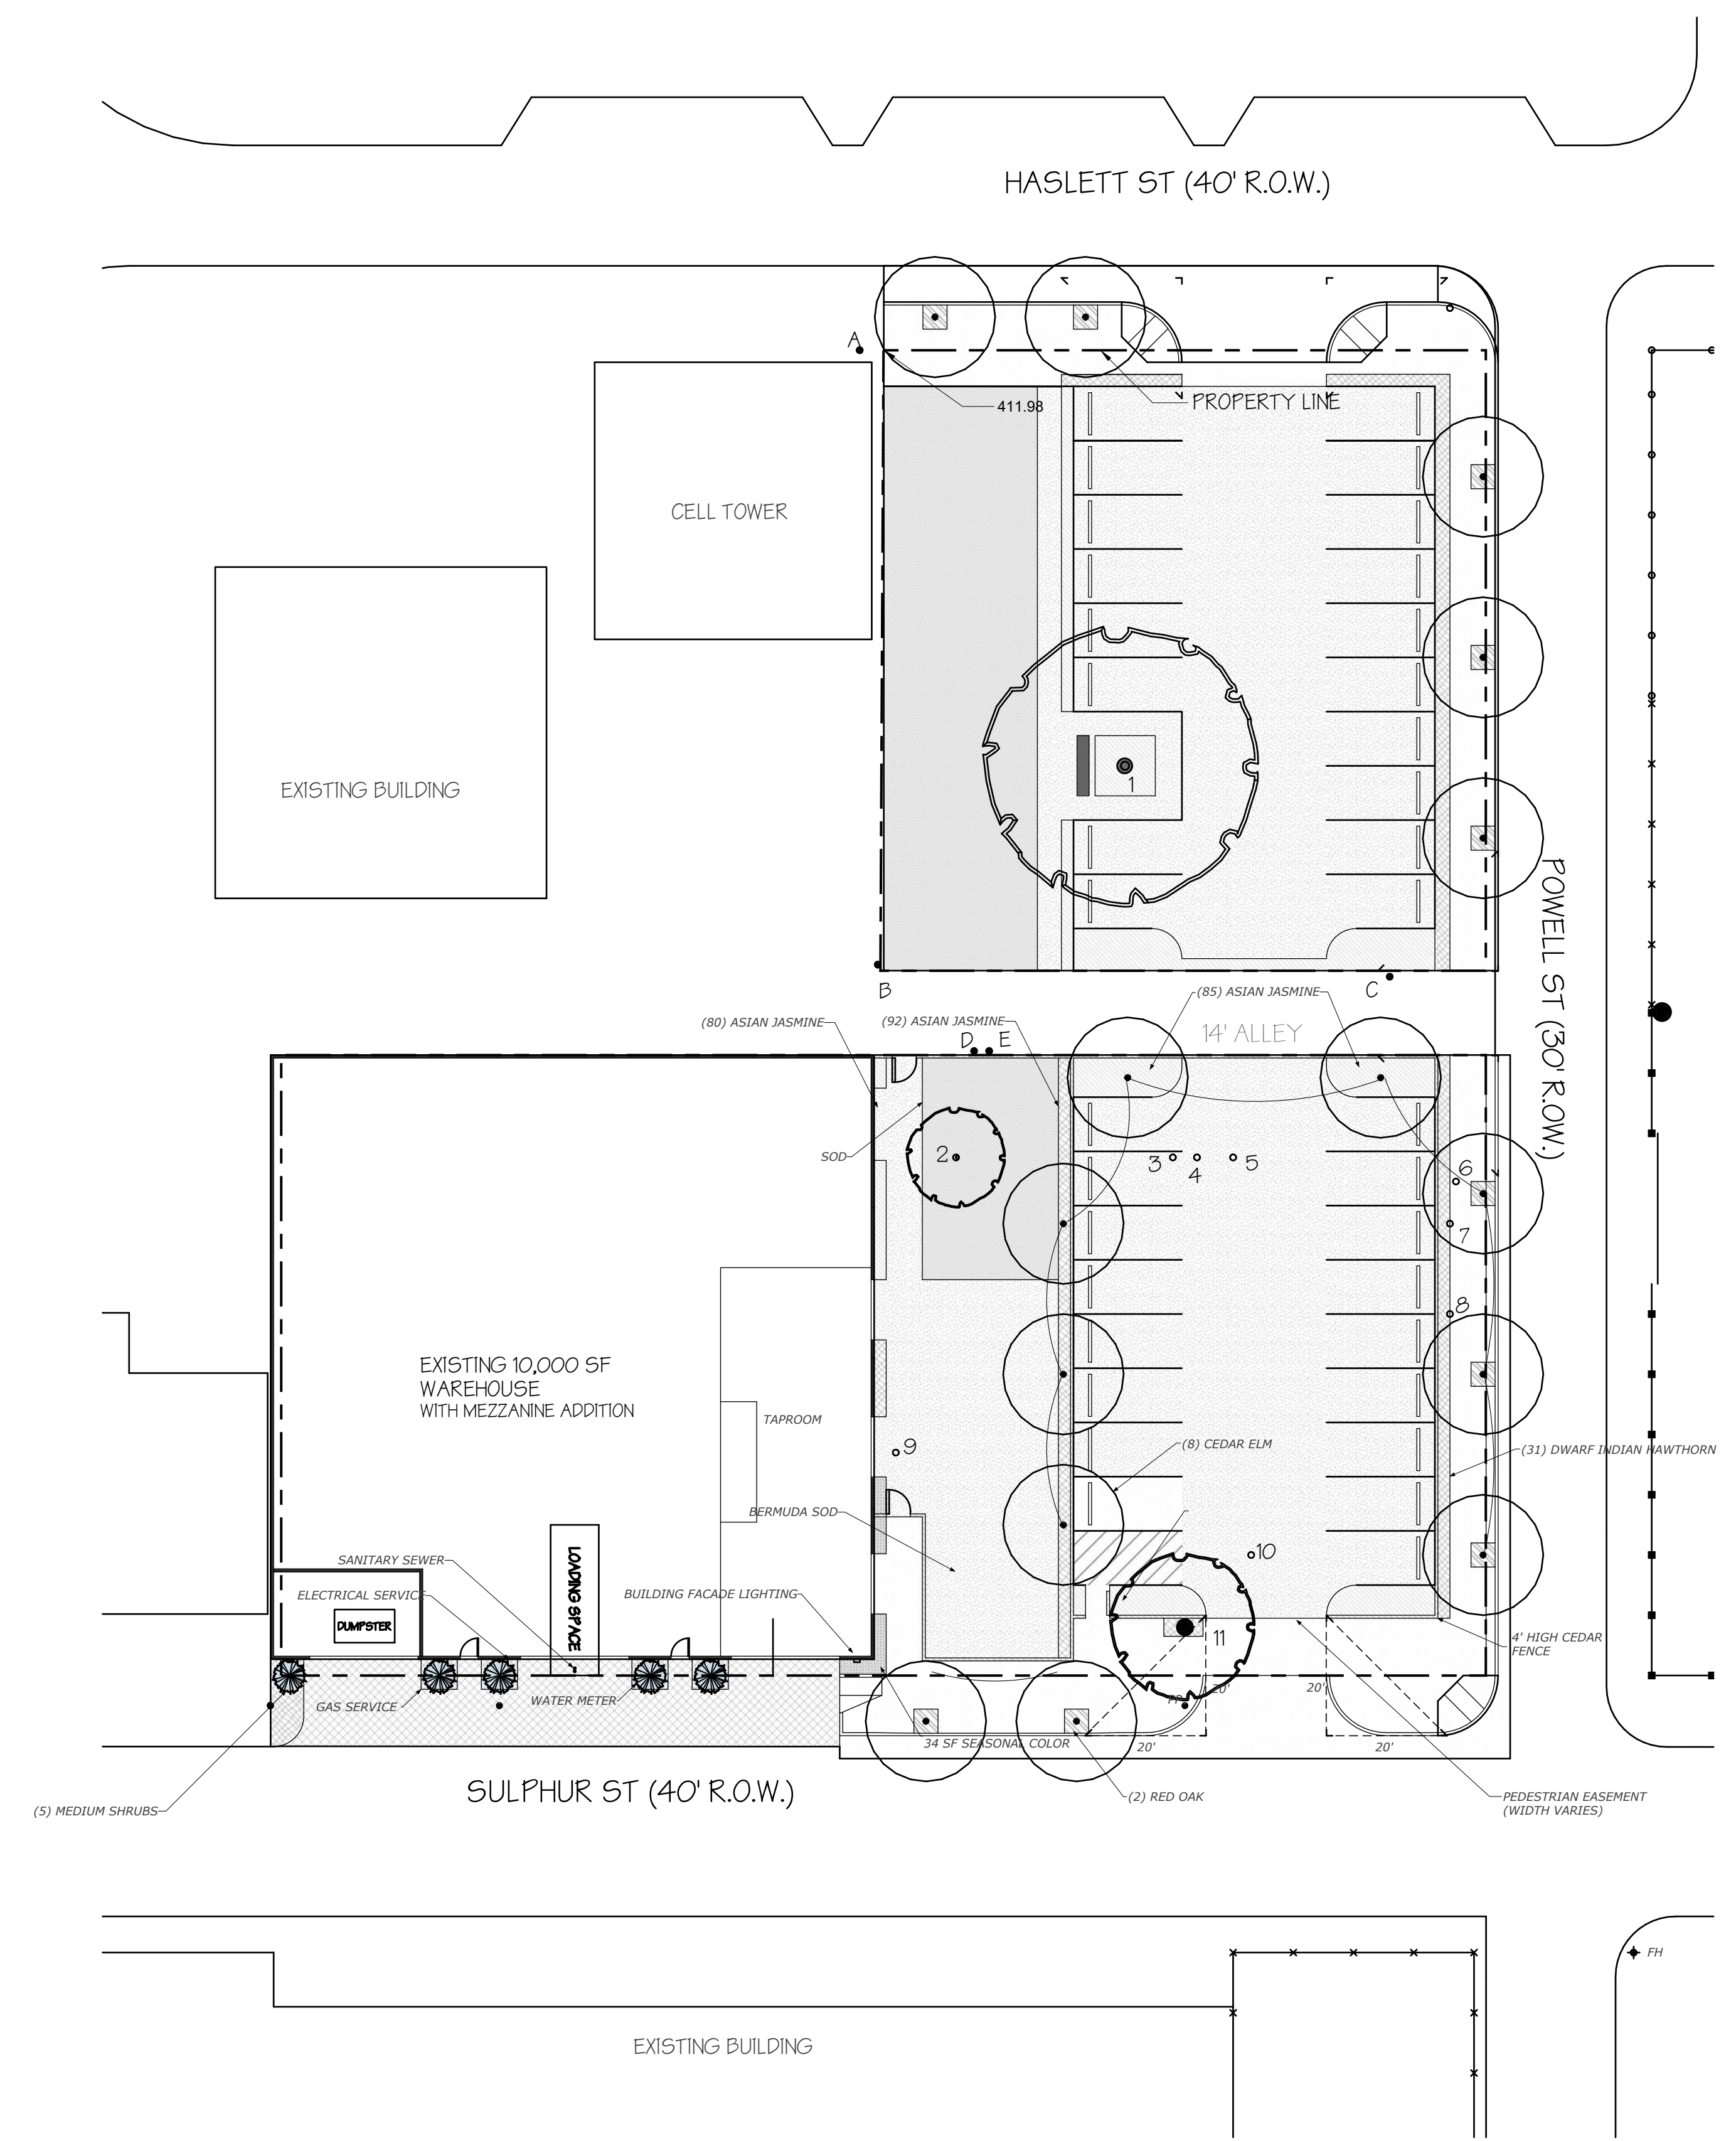 HASLETT ST (40' R.O.W.)
A
411.98
PROPERTY LINE
CELL TOWER
EXISTING BUILDING
1
POWELL ST (30' R.O.W.)
B
C
(85) ASIAN JASMINE
(80) ASIAN JASMINE
(92) ASIAN JASMINE
14' ALLEY
D
E
SOD
2
3
4
5
6
7
8
EXISTING 10,000 SF
WAREHOUSE
WITH MEZZANINE ADDITION
TAPROOM
9
(8) CEDAR ELM
(31) DWARF INDIAN HAWTHORN
BERMUDA SOD
10
SANITARY SEWER
LOADING SPACE
ELECTRICAL SERVICE
BUILDING FACADE LIGHTING
DUMPSTER
11
4' HIGH CEDAR
FENCE
GAS SERVICE
WATER METER
PP
20'
20'
34 SF SEASONAL COLOR
20'
20'
SULPHUR ST (40' R.O.W.)
(5) MEDIUM SHRUBS
(2) RED OAK
PEDESTRIAN EASEMENT
(WIDTH VARIES)
FH
EXISTING BUILDING